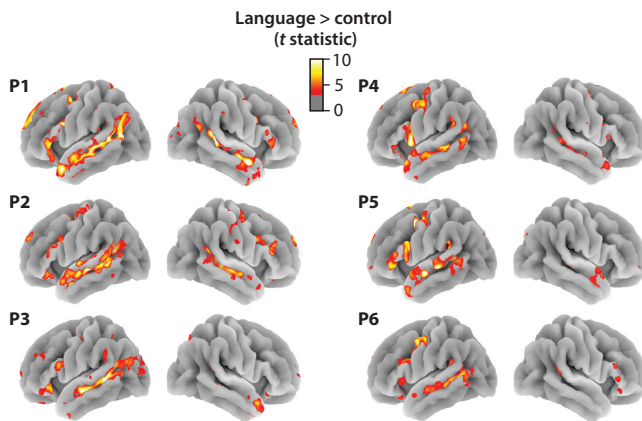 Language > control
(t statistic)
10
5
0
P1
P4
P2
P5
P3
P6